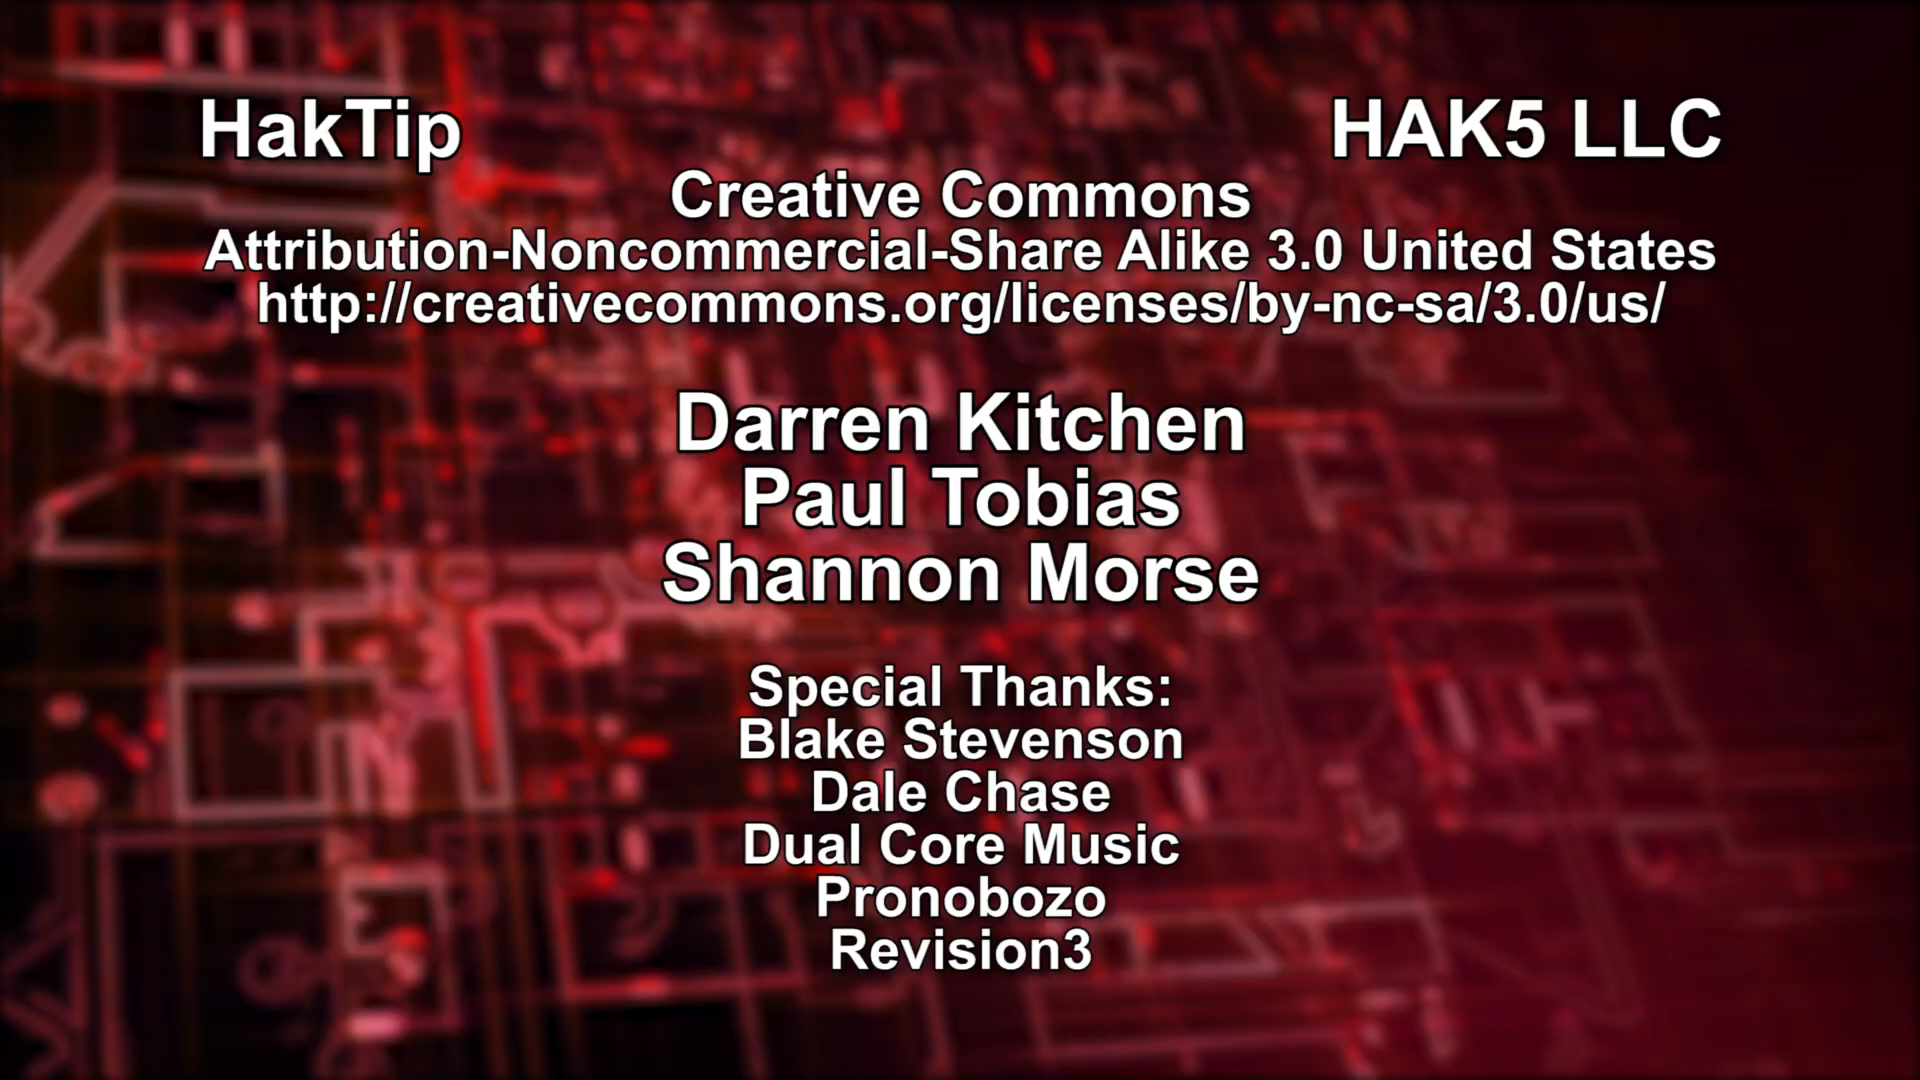 HakTip HAK5 LLC
Creative Commons
Attribution-Noncommercial-Share Alike 3.0 United States
http://creativecommons.org/licenses/by-nc-sa/3.0/us/
Darren Kitchen
Paul Tobias
Shannon Morse
Special Thanks:
Blake Stevenson
Dale Chase
Dual Core Music
Pronobozo
Revision3